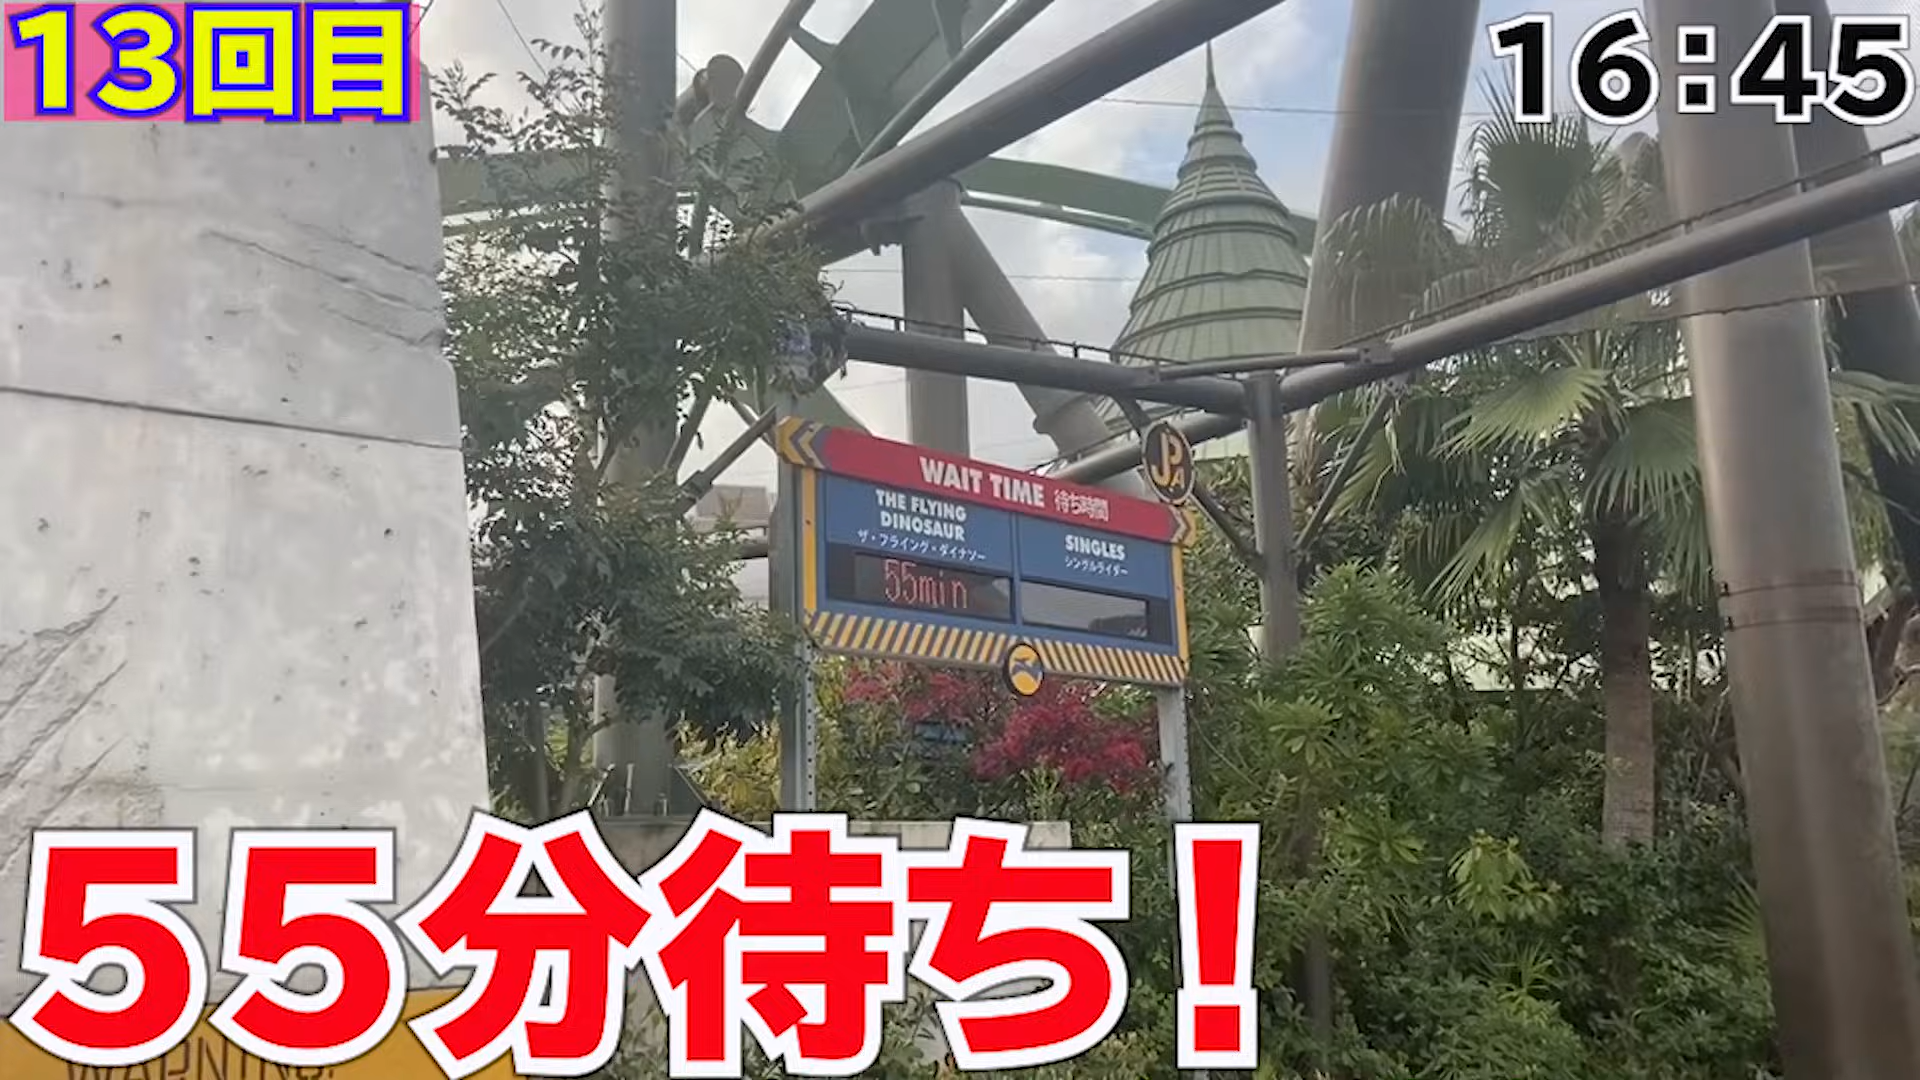 13回目
16:45
WAIT TIME 待ち時間
JPA
THE FLYING
DINOSAUR
ザ・フライング・ダイナソー
55min
SINGLES
シングルライダー
55分待ち!
WARNING!